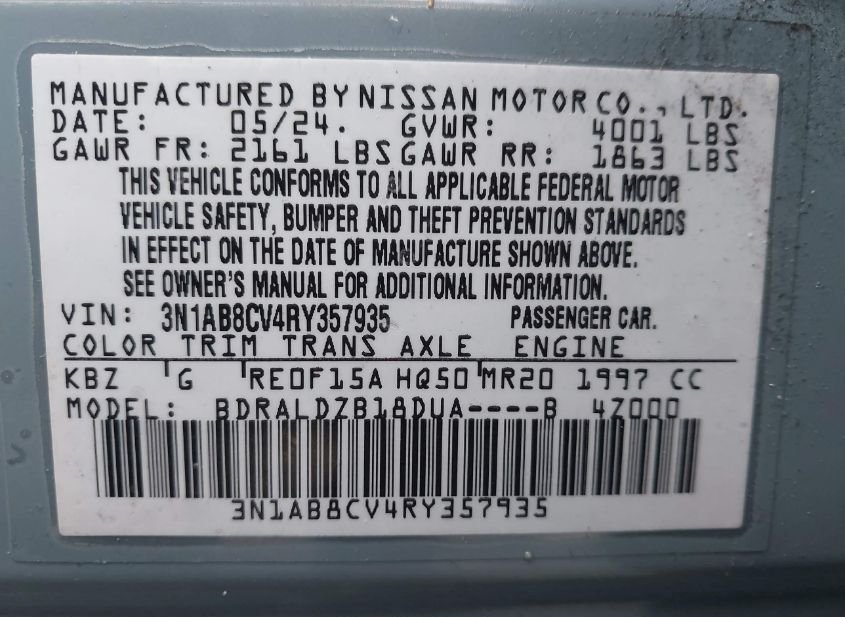 MANUFACTURED BY NISSAN MOTOR CO., LTD.
DATE: 05/24. GVWR: 4001 LBS
GAWR FR: 2161 LBS GAWR RR: 1863 LBS
THIS VEHICLE CONFORMS TO ALL APPLICABLE FEDERAL MOTOR
VEHICLE SAFETY, BUMPER AND THEFT PREVENTION STANDARDS
IN EFFECT ON THE DATE OF MANUFACTURE SHOWN ABOVE.
SEE OWNER'S MANUAL FOR ADDITIONAL INFORMATION.
VIN: 3N1AB8CV4RY357935 PASSENGER CAR.
COLOR TRIM TRANS AXLE ENGINE
KBZ G RE0F15A HQ50 MR20 1997 CC
MODEL: BDRALDZB18DUA----B 4Z000
3N1AB8CV4RY357935